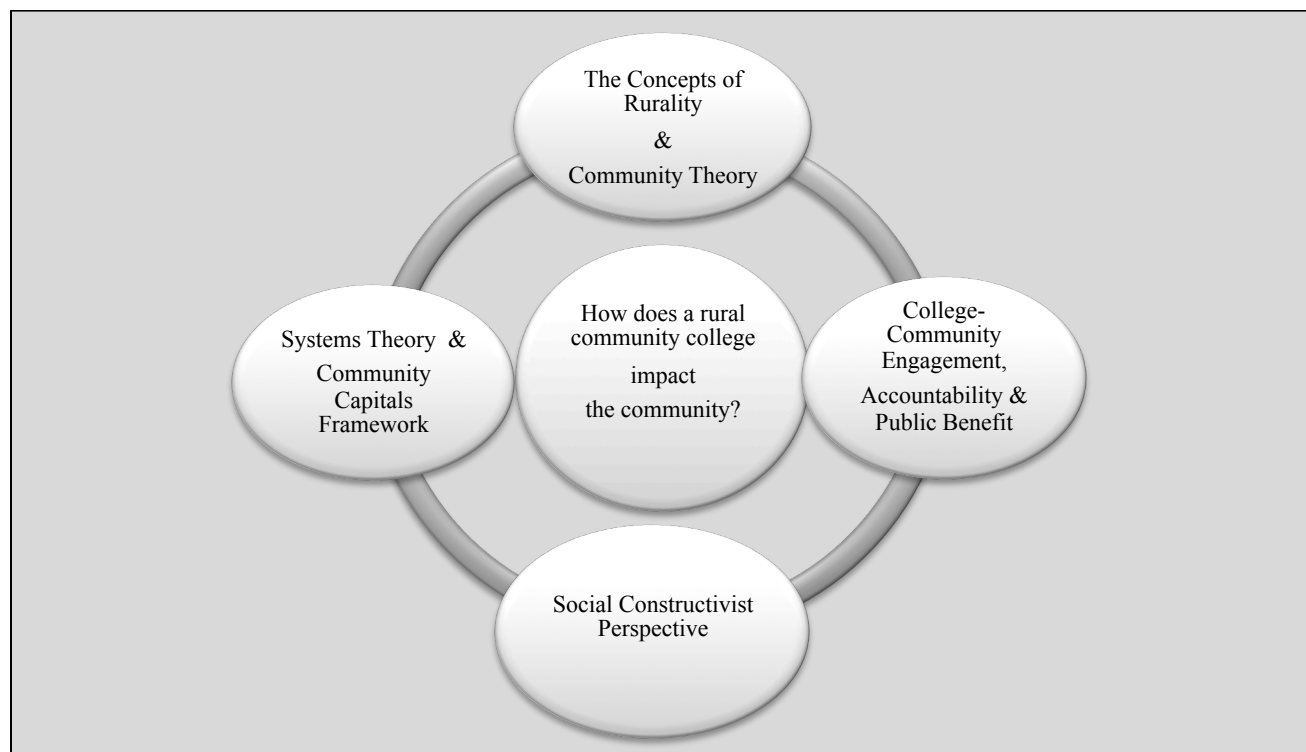 The Concepts of
Rurality
&
Community Theory
Systems Theory &
Community
Capitals
Framework
How does a rural
community college
impact
the community?
College-
Community
Engagement,
Accountability &
Public Benefit
Social Constructivist
Perspective